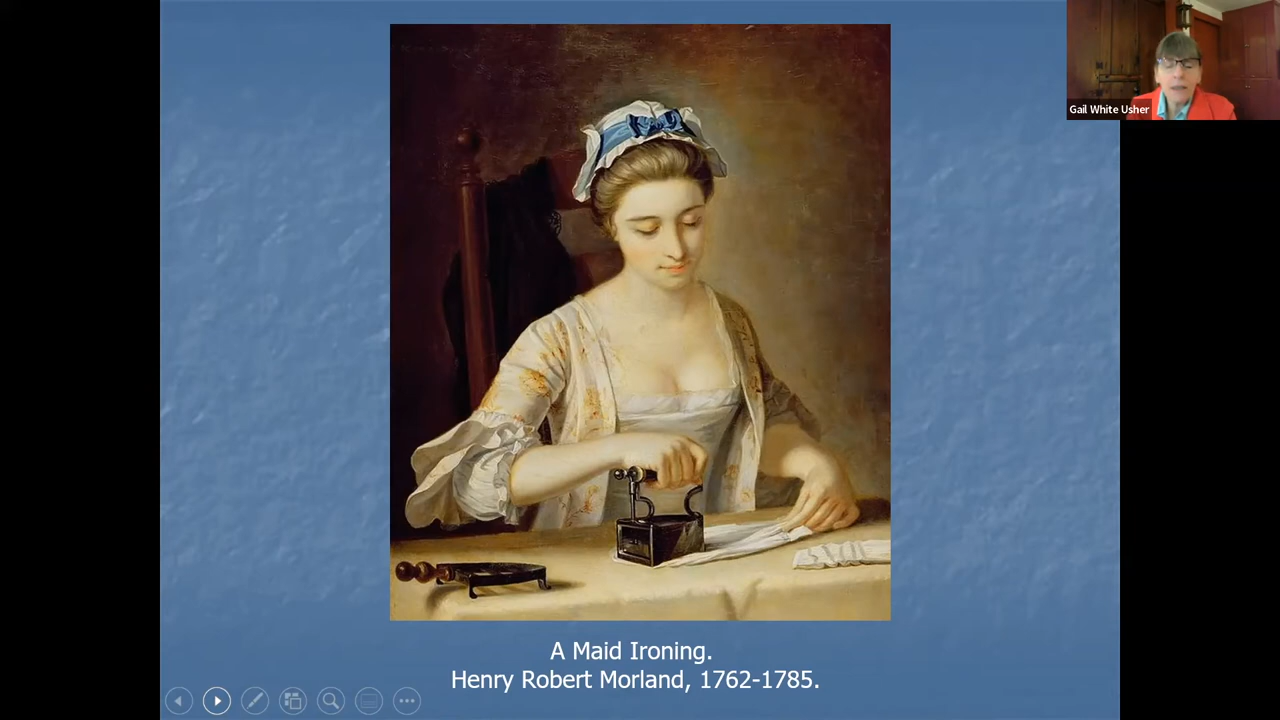 Gail White Usher
A Maid Ironing.
Henry Robert Morland, 1762-1785.